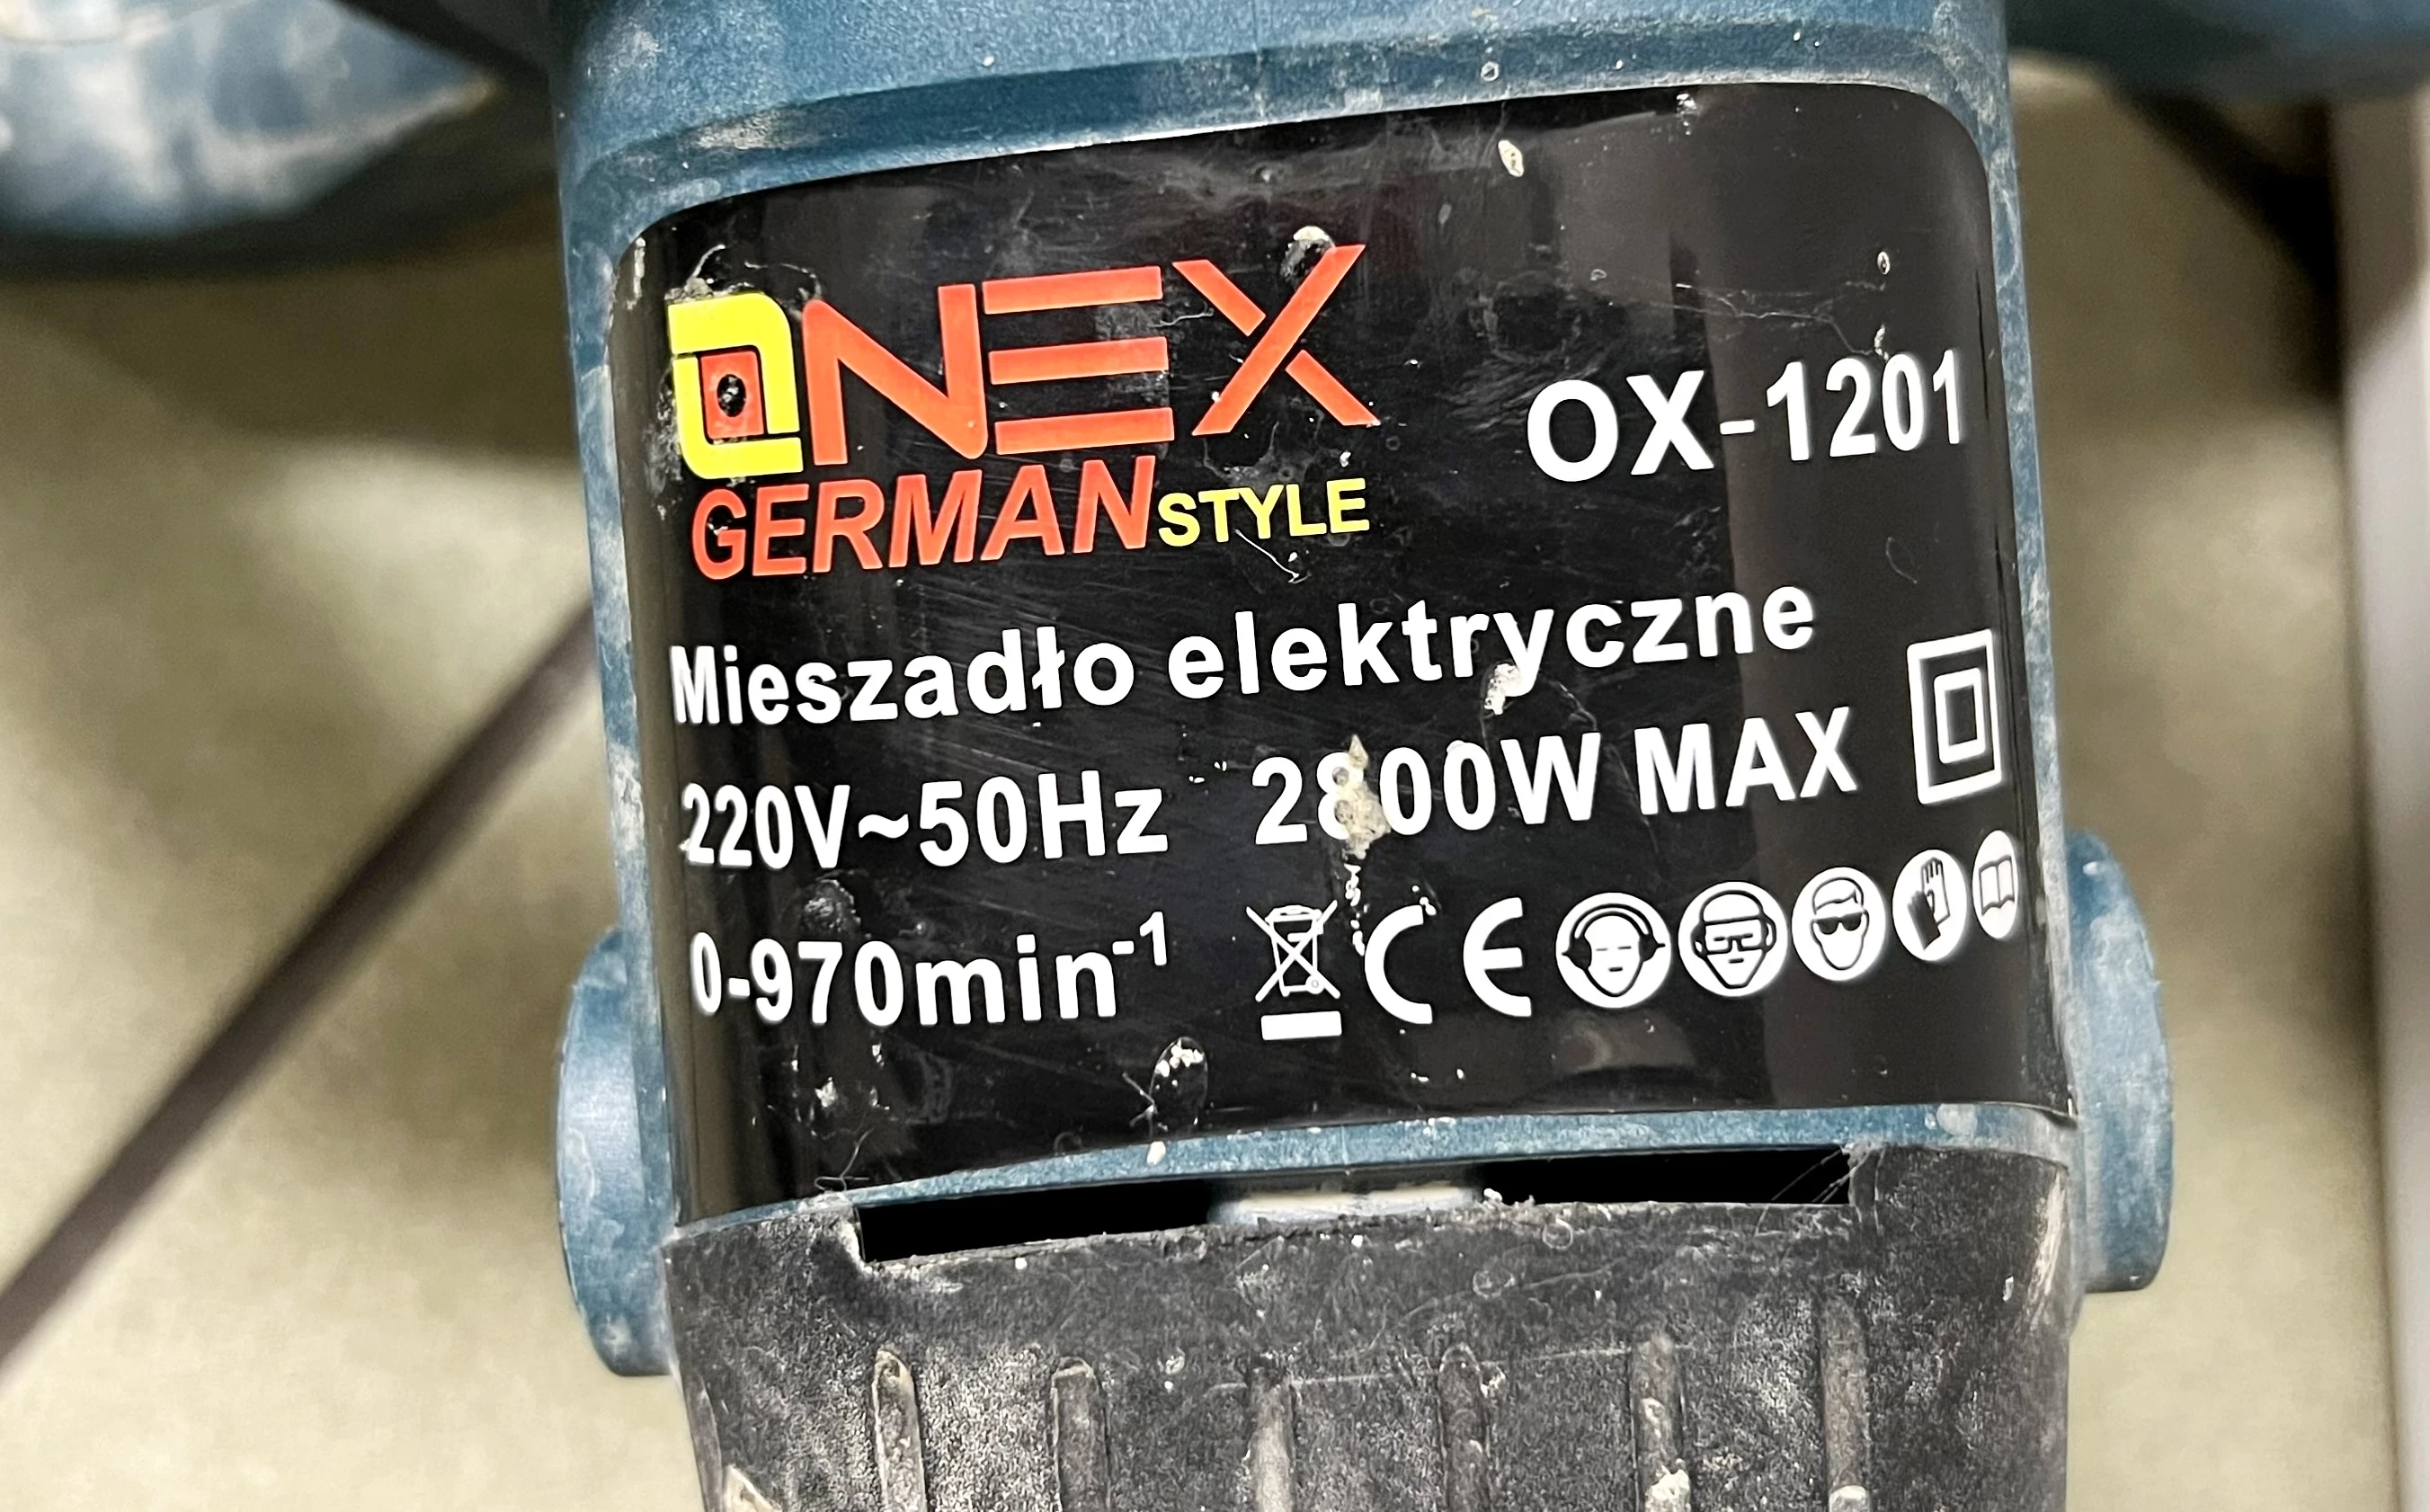 ONEX
GERMANSTYLE
OX-1201
Mieszadło elektryczne
220V~50Hz 2800W MAX
0-970min⁻¹ CE